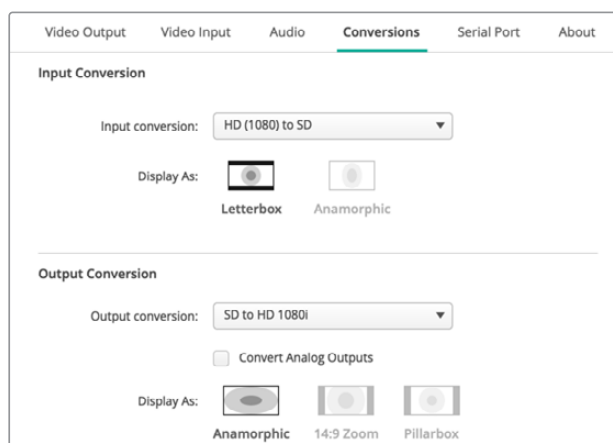 Video Output Video Input Audio Conversions Serial Port About
Input Conversion
Input conversion: HD (1080) to SD
Display As:
Letterbox Anamorphic
Output Conversion
Output conversion: SD to HD 1080i
Convert Analog Outputs
Display As:
Anamorphic 14:9 Zoom Pillarbox